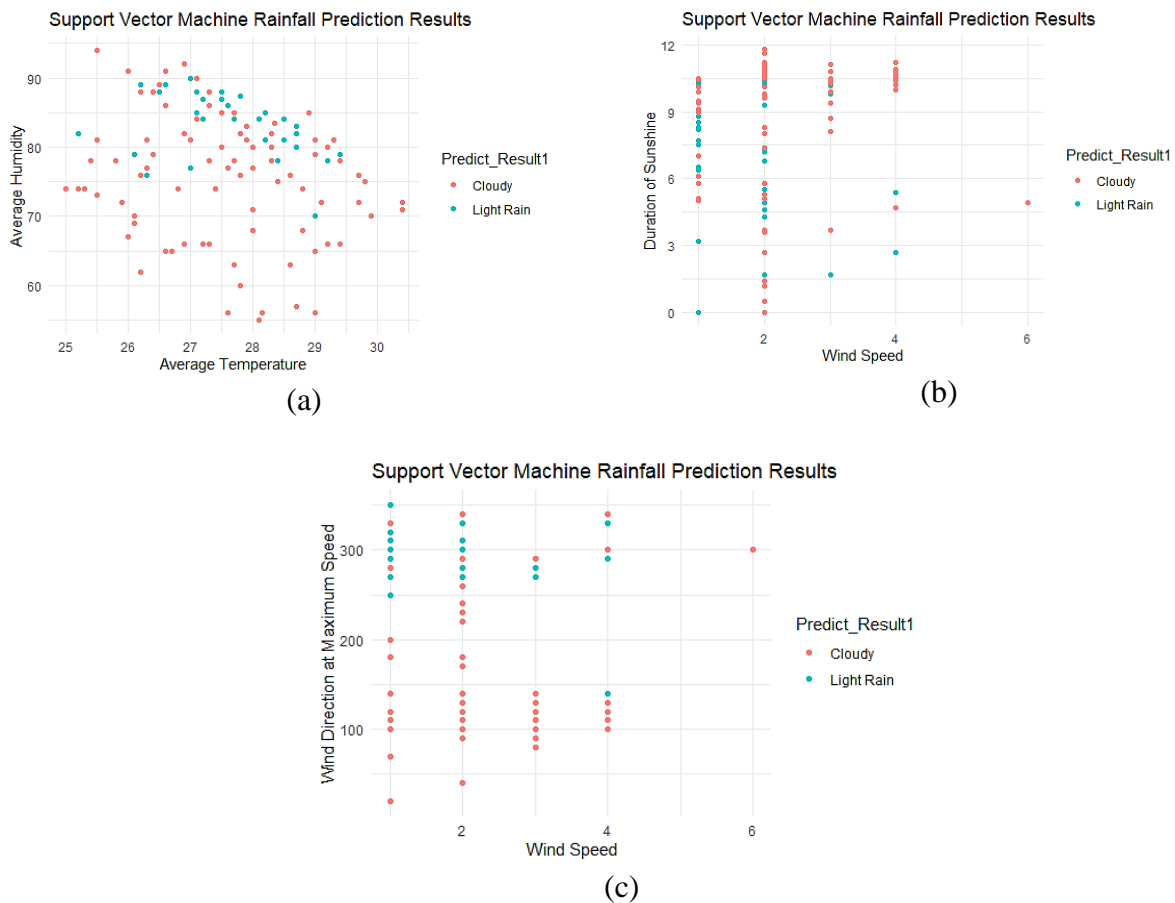 Support Vector Machine Rainfall Prediction Results
Average Humidity
90
80
70
60
25 26 27 28 29 30
Average Temperature
Predict_Result1
Cloudy
Light Rain
(a)
Support Vector Machine Rainfall Prediction Results
Duration of Sunshine
12
9
6
3
0
2 4 6
Wind Speed
Predict_Result1
Cloudy
Light Rain
(b)
Support Vector Machine Rainfall Prediction Results
Wind Direction at Maximum Speed
300
200
100
2 4 6
Wind Speed
Predict_Result1
Cloudy
Light Rain
(c)